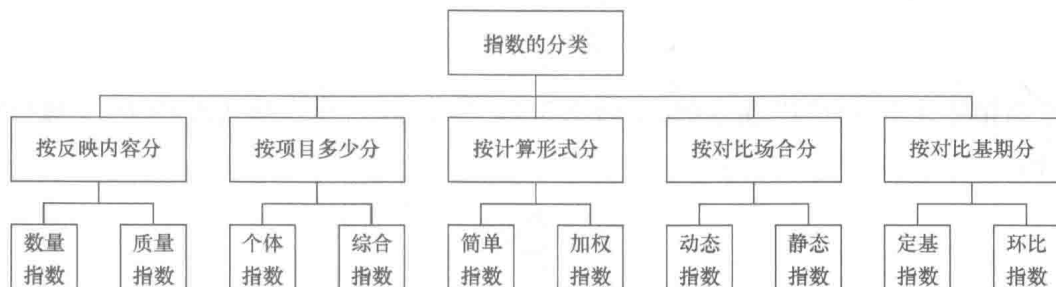 指数的分类
按反映内容分
按项目多少分
按计算形式分
按对比场合分
按对比基期分
数量
指数
质量
指数
个体
指数
综合
指数
简单
指数
加权
指数
动态
指数
静态
指数
定基
指数
环比
指数